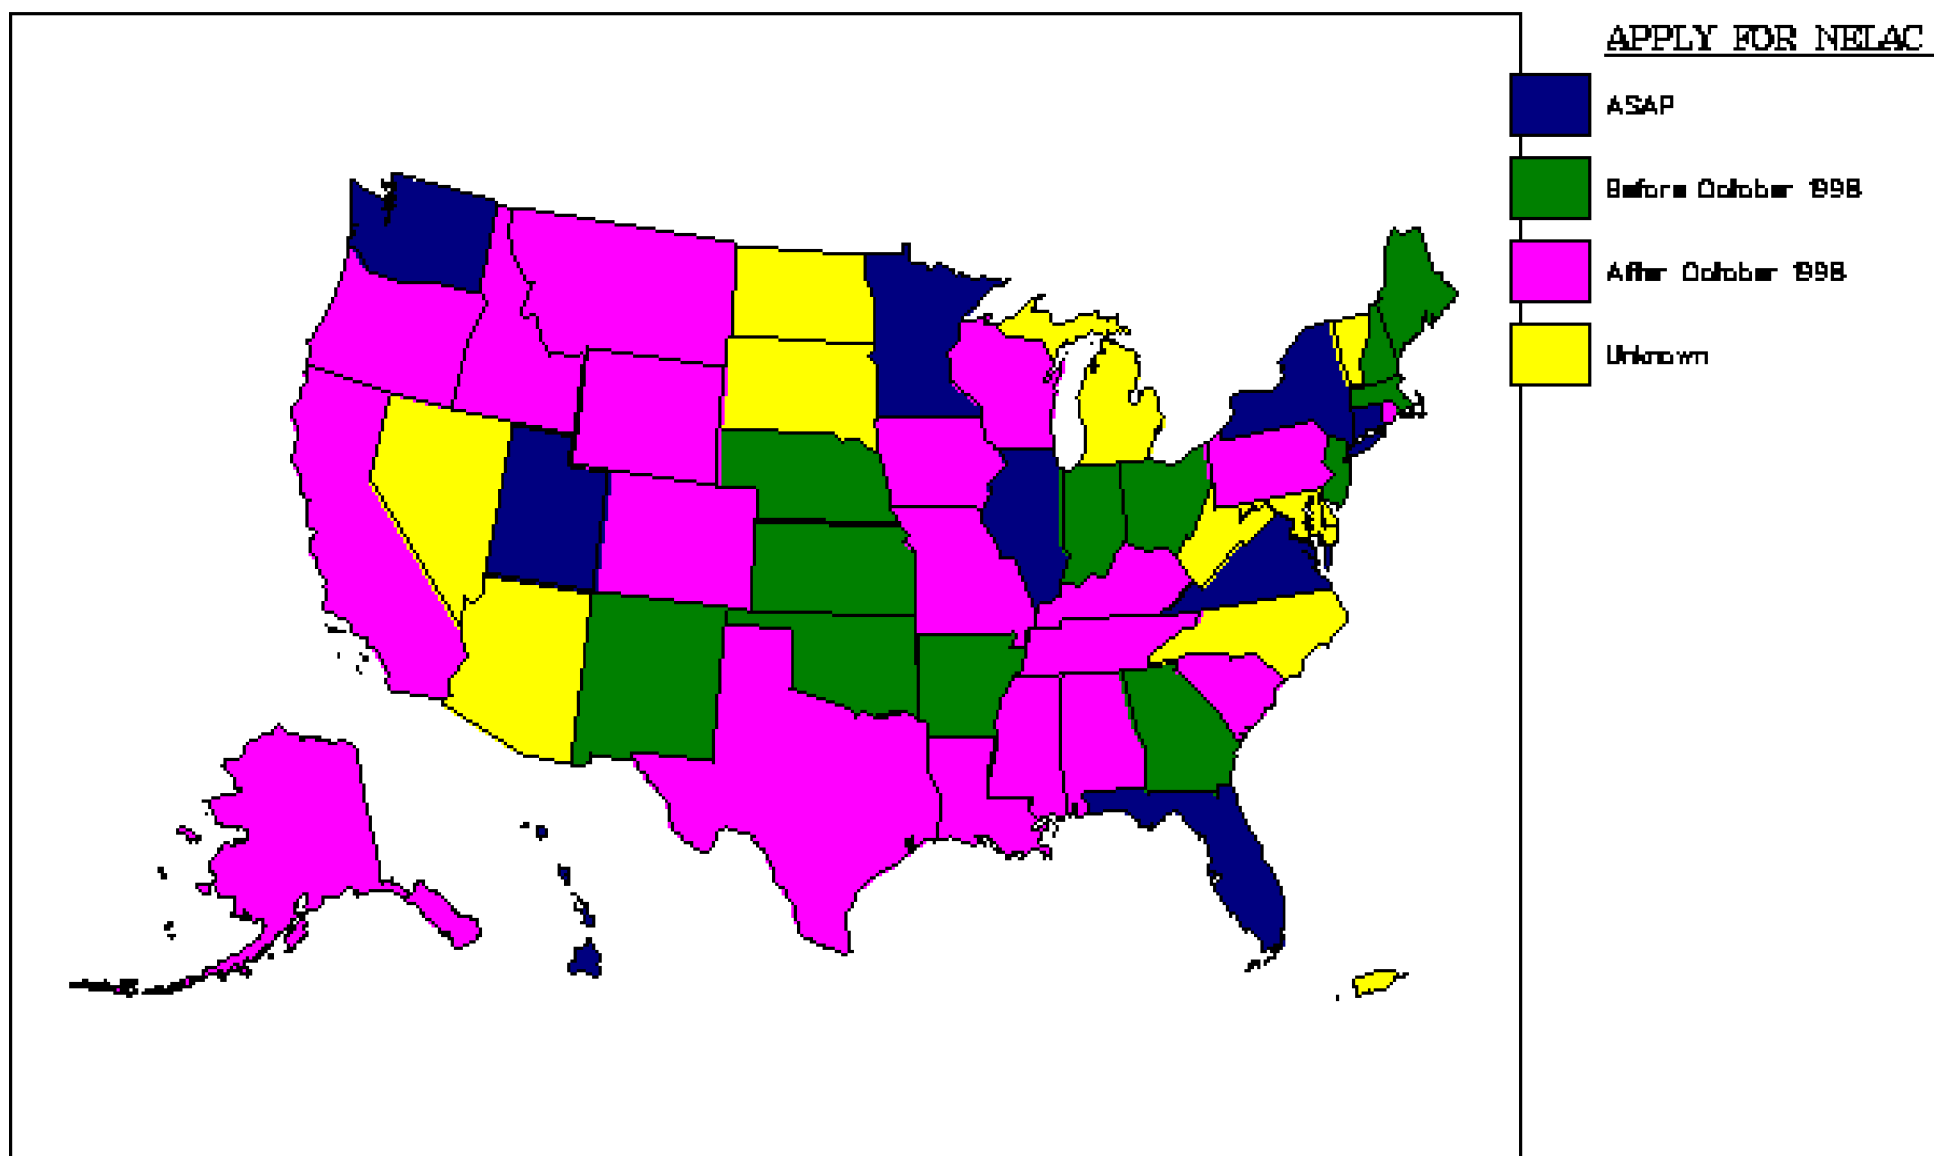 APPLY FOR NELAC
ASAP
Before October 1998
After October 1998
Unknown